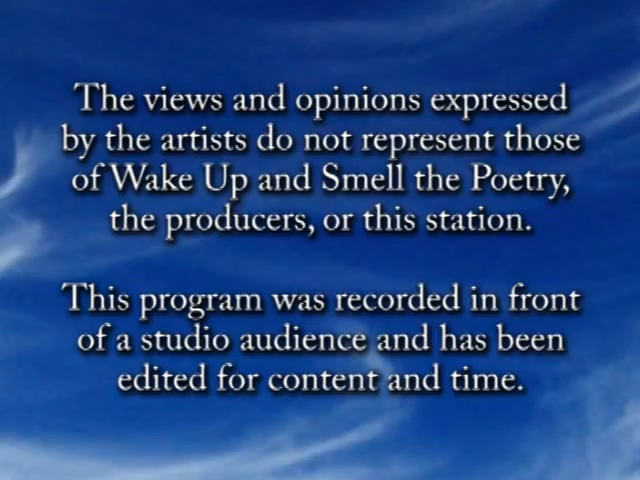 The views and opinions expressed
by the artists do not represent those
of Wake Up and Smell the Poetry,
the producers, or this station.
This program was recorded in front
of a studio audience and has been
edited for content and time.